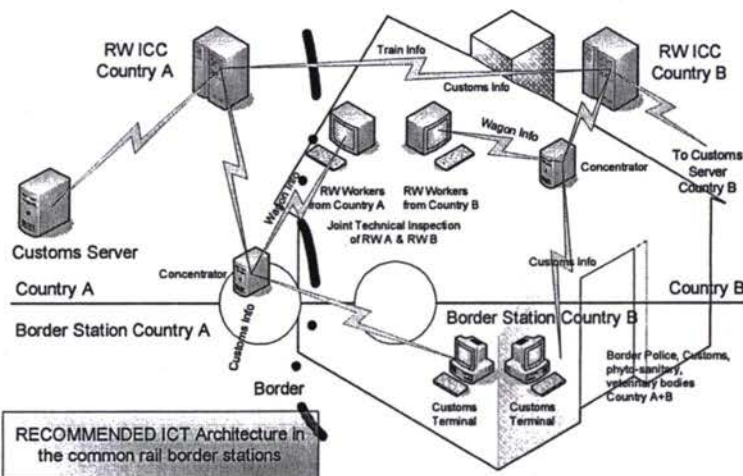 RW ICC
Country A
Train Info
Customs Info
RW ICC
Country B
Wagon Info
To Customs
Server
Country B
Concentrator
RW Workers
from Country A
RW Workers
from Country B
Joint Technical Inspection
of RW A & RW B
Wagon Info
Customs Server
Concentrator
Customs Info
Country A
Country B
Border Station Country A
Border Station Country B
Customs Info
Border
Border Police, Customs,
phyto-sanitary,
veterinary bodies
Country A+B
Customs
Terminal
Customs
Terminal
RECOMMENDED ICT Architecture in
the common rail border stations